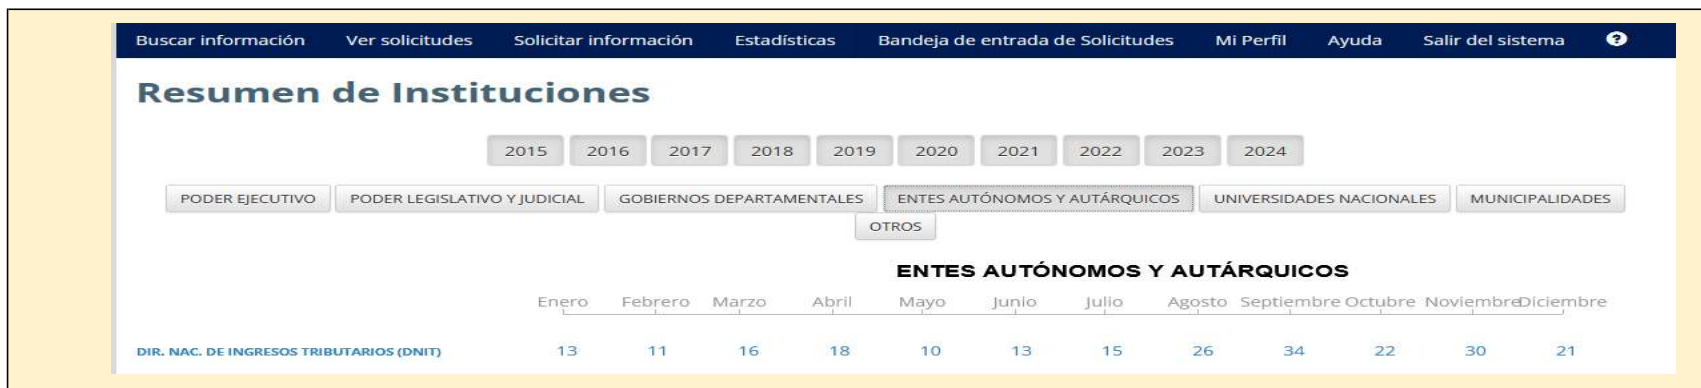 Buscar información Ver solicitudes Solicitar información Estadísticas Bandeja de entrada de Solicitudes Mi Perfil Ayuda Salir del sistema ?
Resumen de Instituciones
2015 2016 2017 2018 2019 2020 2021 2022 2023 2024
PODER EJECUTIVO PODER LEGISLATIVO Y JUDICIAL GOBIERNOS DEPARTAMENTALES ENTES AUTÓNOMOS Y AUTÁRQUICOS UNIVERSIDADES NACIONALES MUNICIPALIDADES
OTROS
ENTES AUTÓNOMOS Y AUTÁRQUICOS
Enero Febrero Marzo Abril Mayo Junio Julio Agosto Septiembre Octubre Noviembre Diciembre
DIR. NAC. DE INGRESOS TRIBUTARIOS (DNIT) 13 11 16 18 10 13 15 26 34 22 30 21